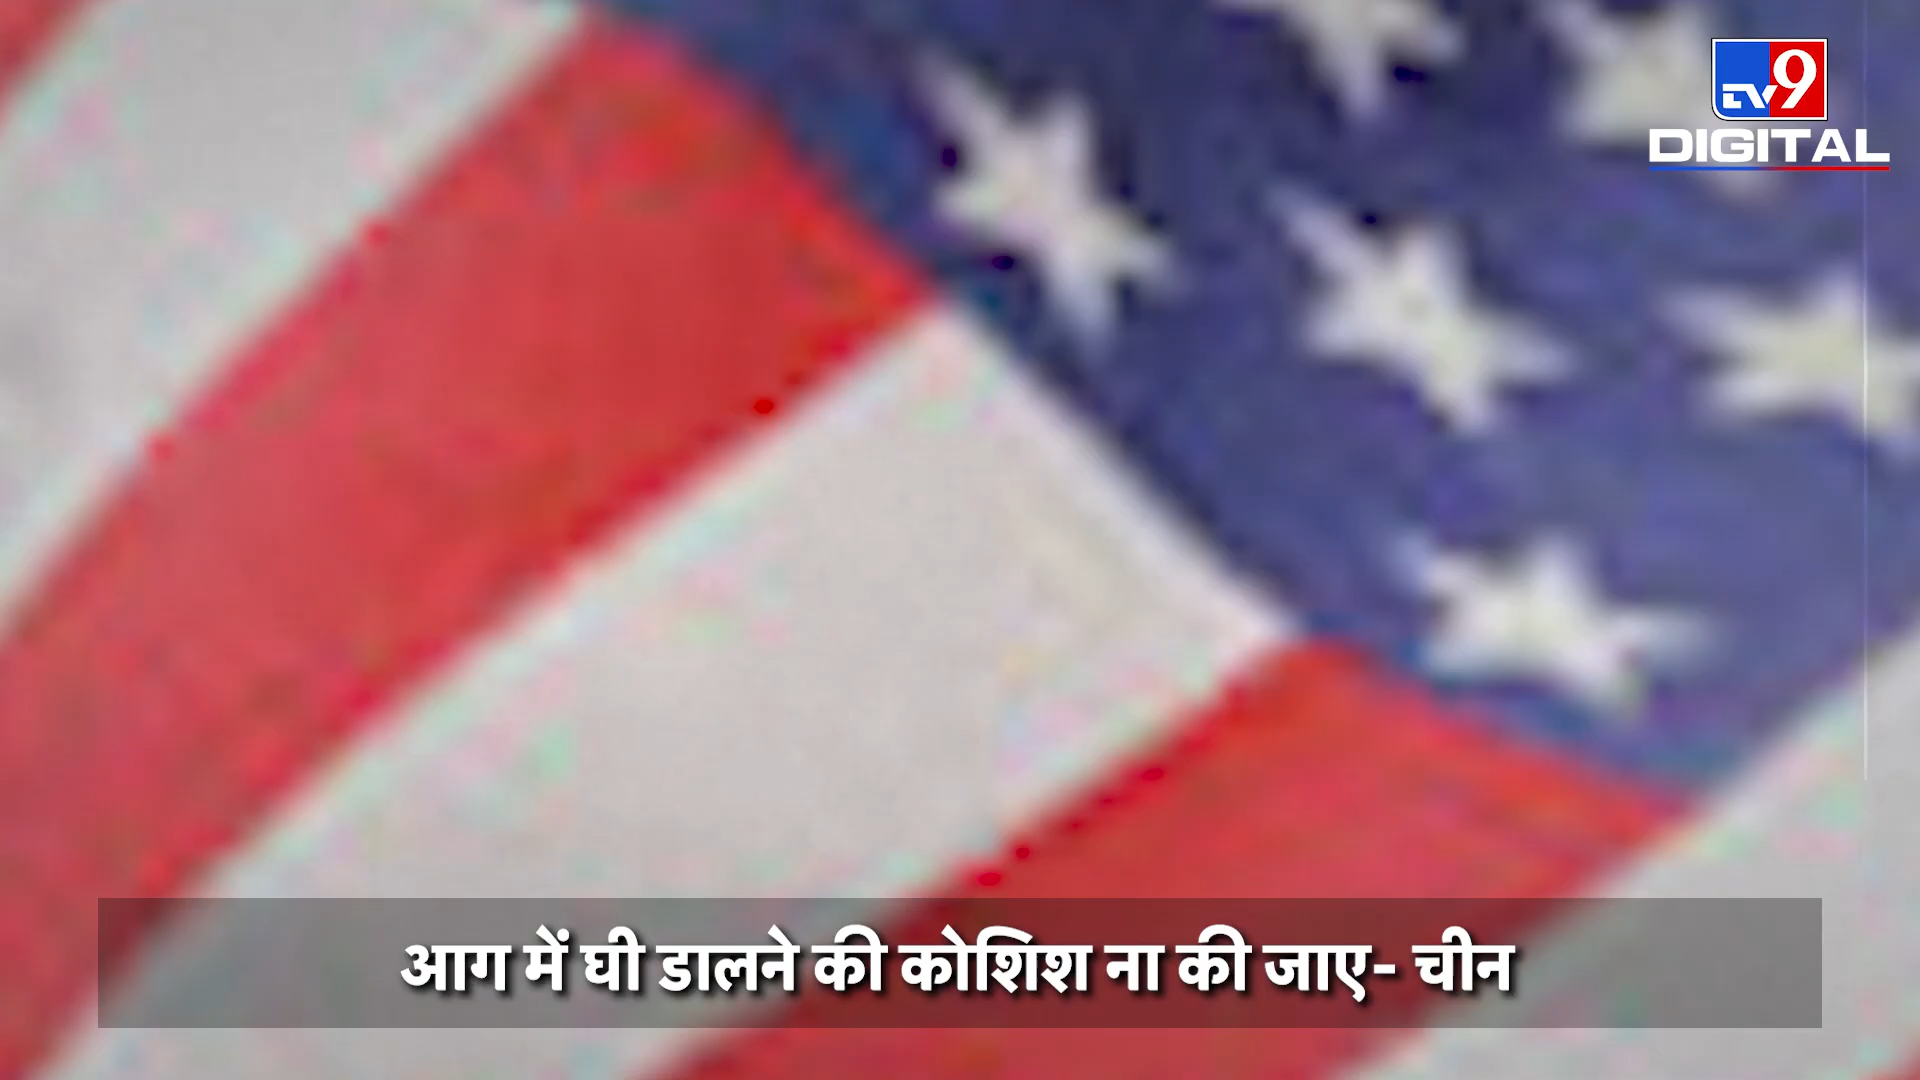 TV9
DIGITAL
आग में घी डालने की कोशिश ना की जाए- चीन